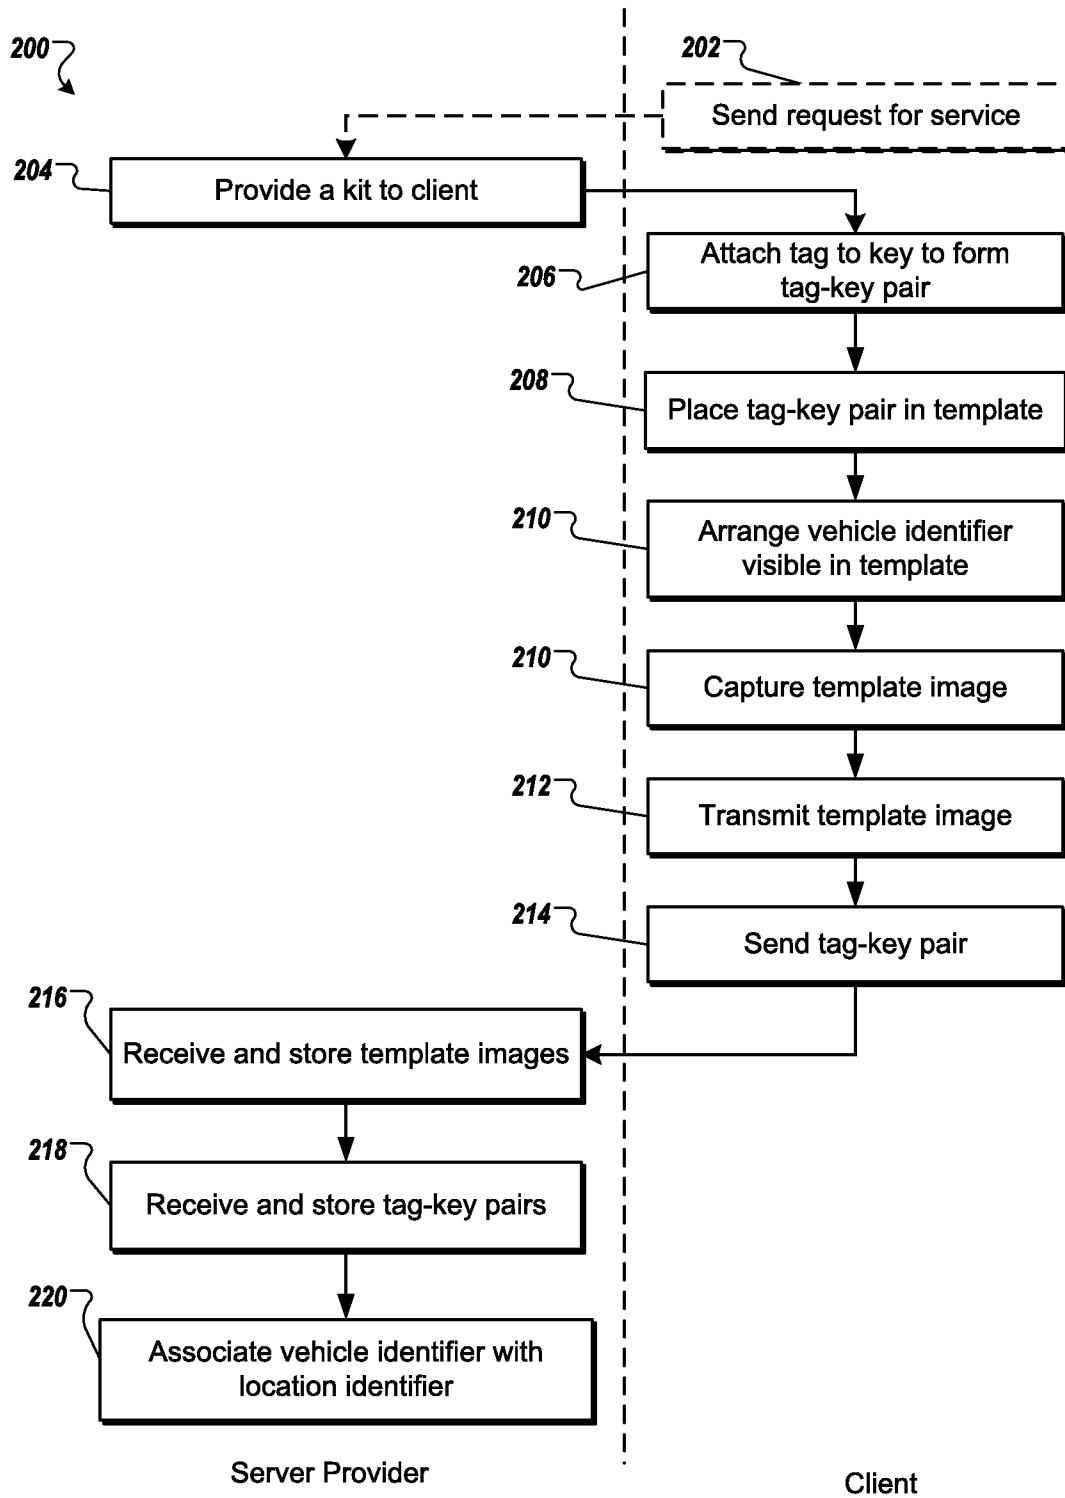 200
202
Send request for service
204
Provide a kit to client
206
Attach tag to key to form
tag-key pair
208
Place tag-key pair in template
210
Arrange vehicle identifier
visible in template
210
Capture template image
212
Transmit template image
214
Send tag-key pair
216
Receive and store template images
218
Receive and store tag-key pairs
220
Associate vehicle identifier with
location identifier
Server Provider
Client